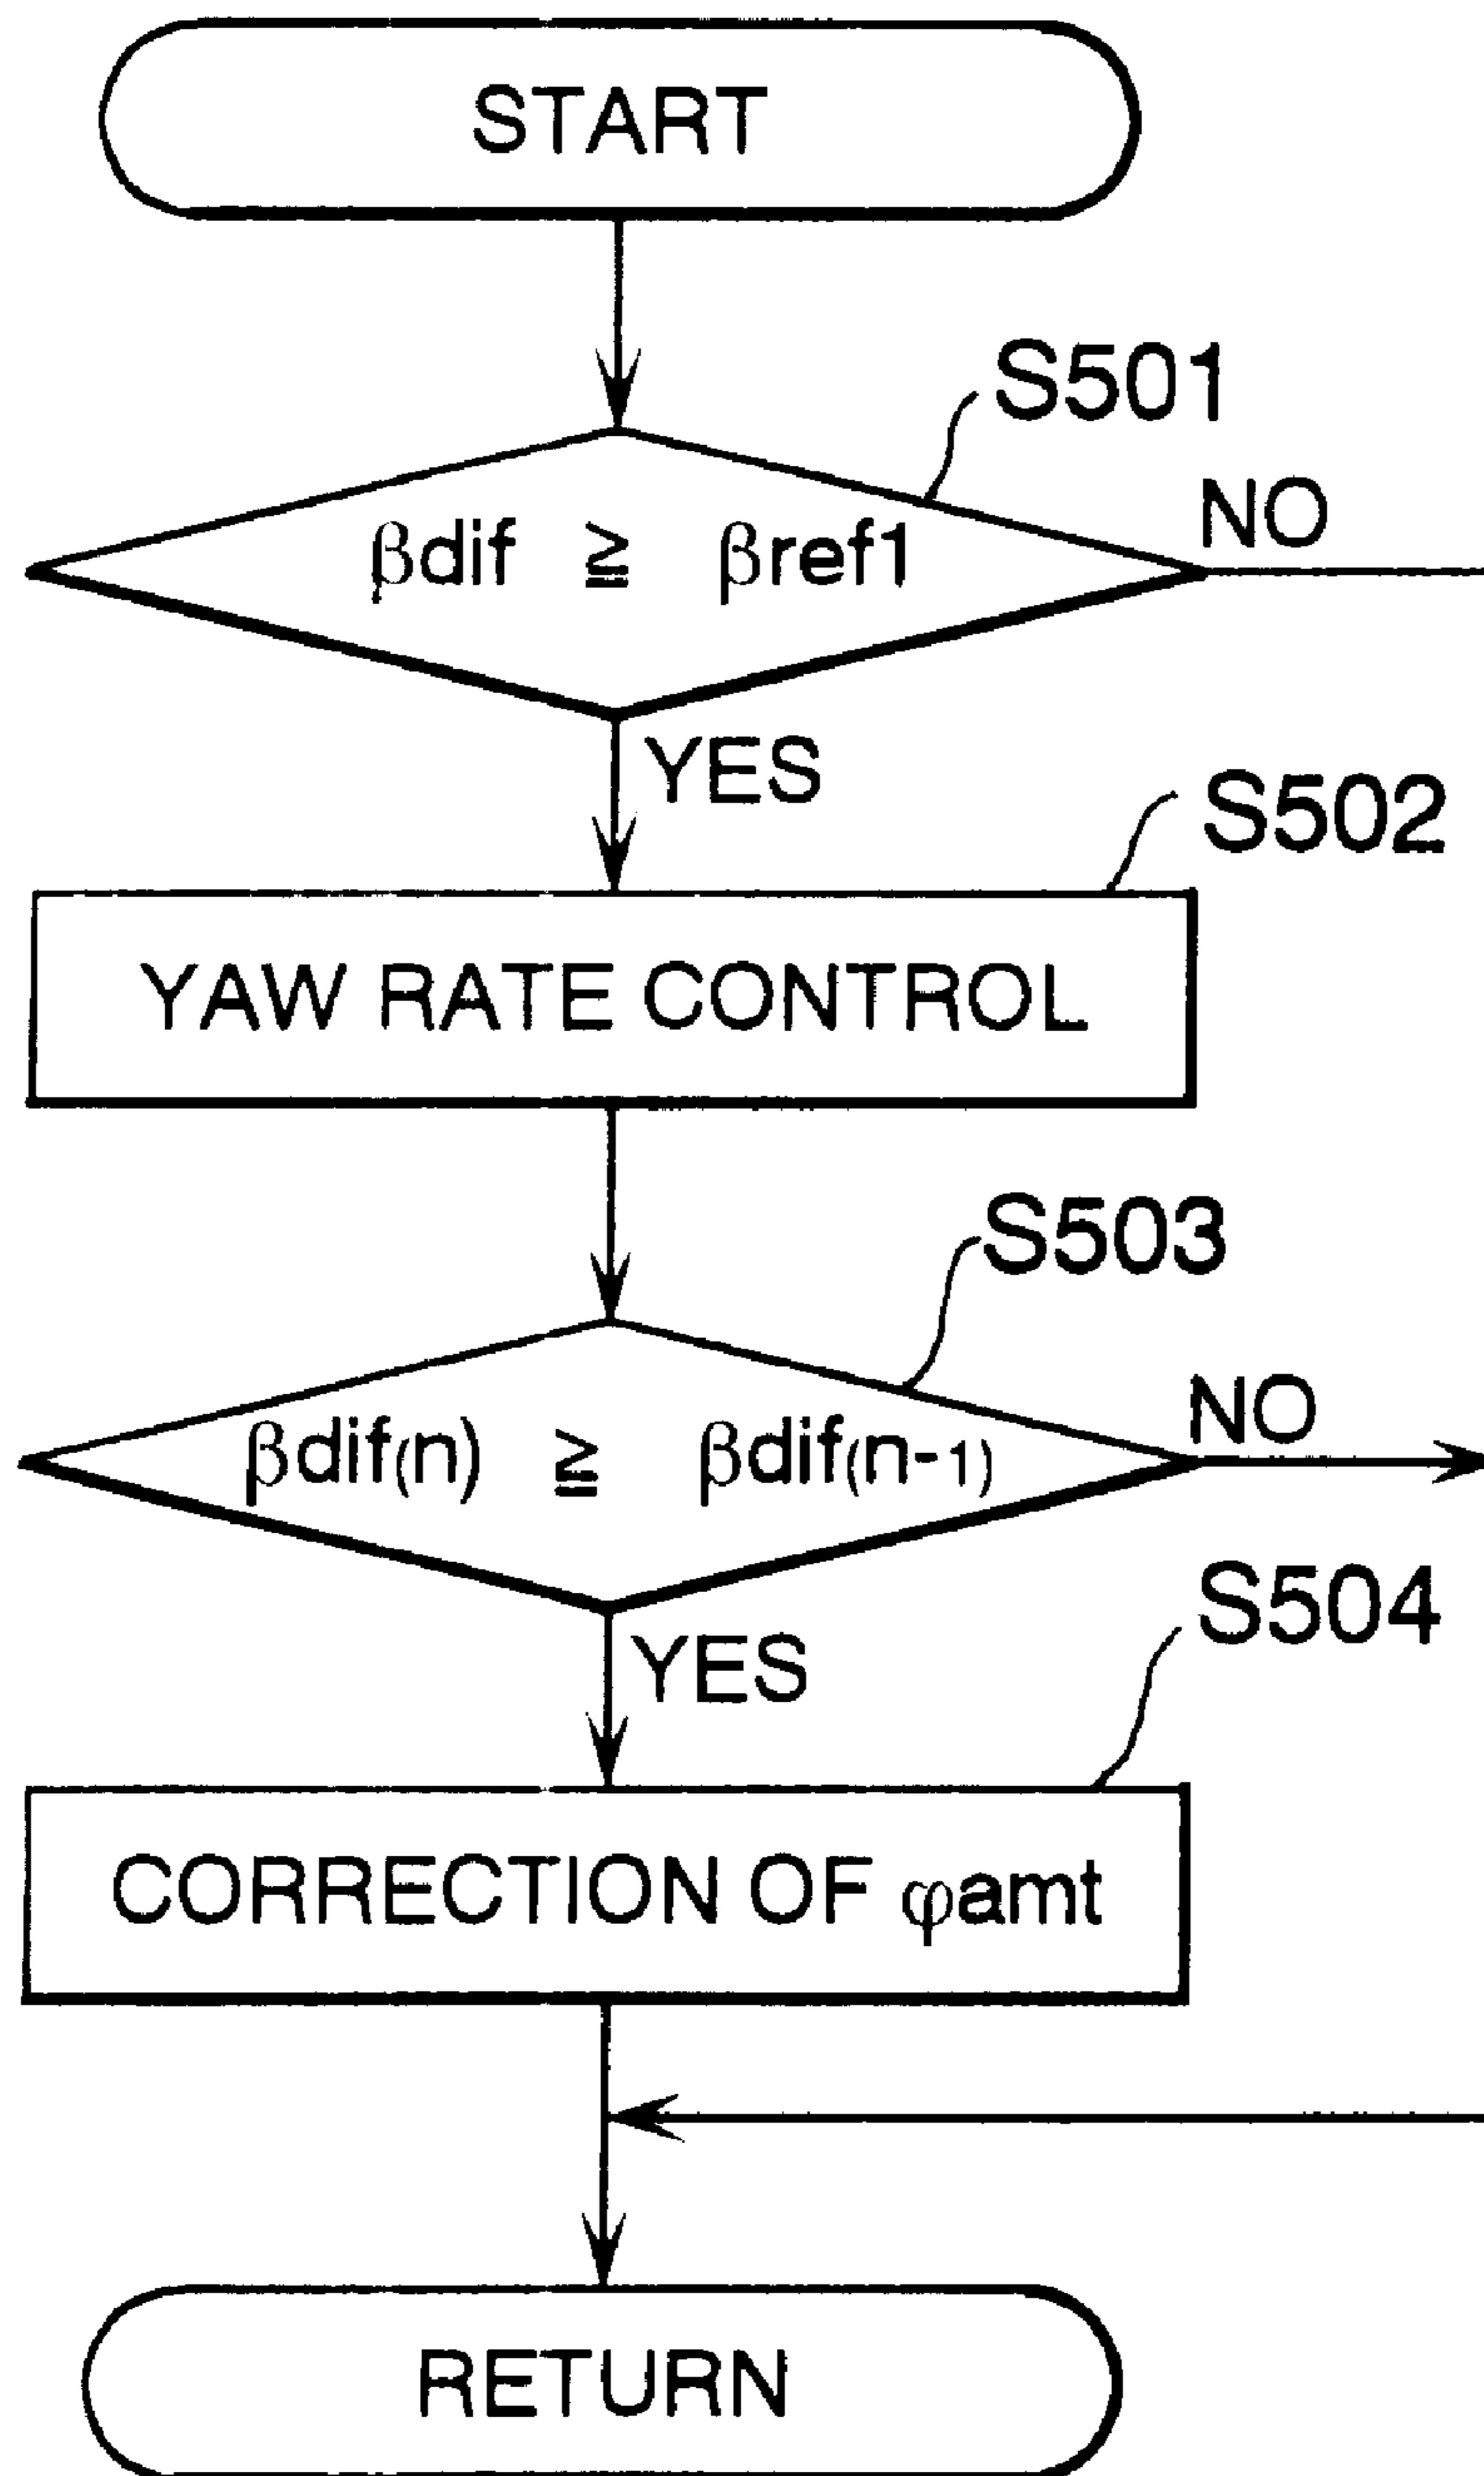 START
S501
βdif ≧ βref1
NO
YES
S502
YAW RATE CONTROL
S503
βdif(n) ≧ βdif(n-1)
NO
YES
S504
CORRECTION OF φamt
RETURN